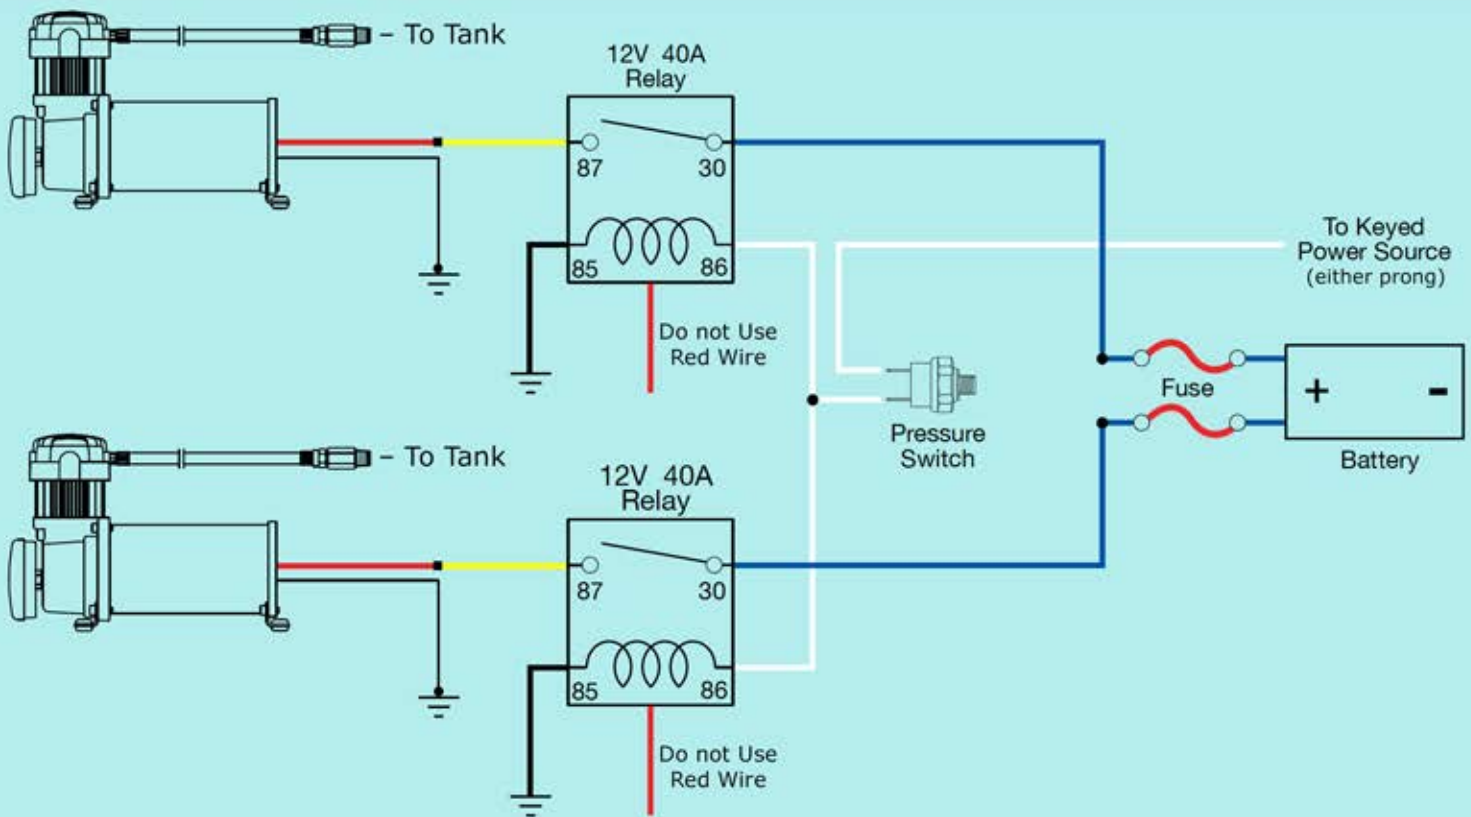 – To Tank
12V 40A
Relay
87
30
85
86
Do not Use
Red Wire
To Keyed
Power Source
(either prong)
Fuse
+
-
Battery
Pressure
Switch
– To Tank
12V 40A
Relay
87
30
85
86
Do not Use
Red Wire